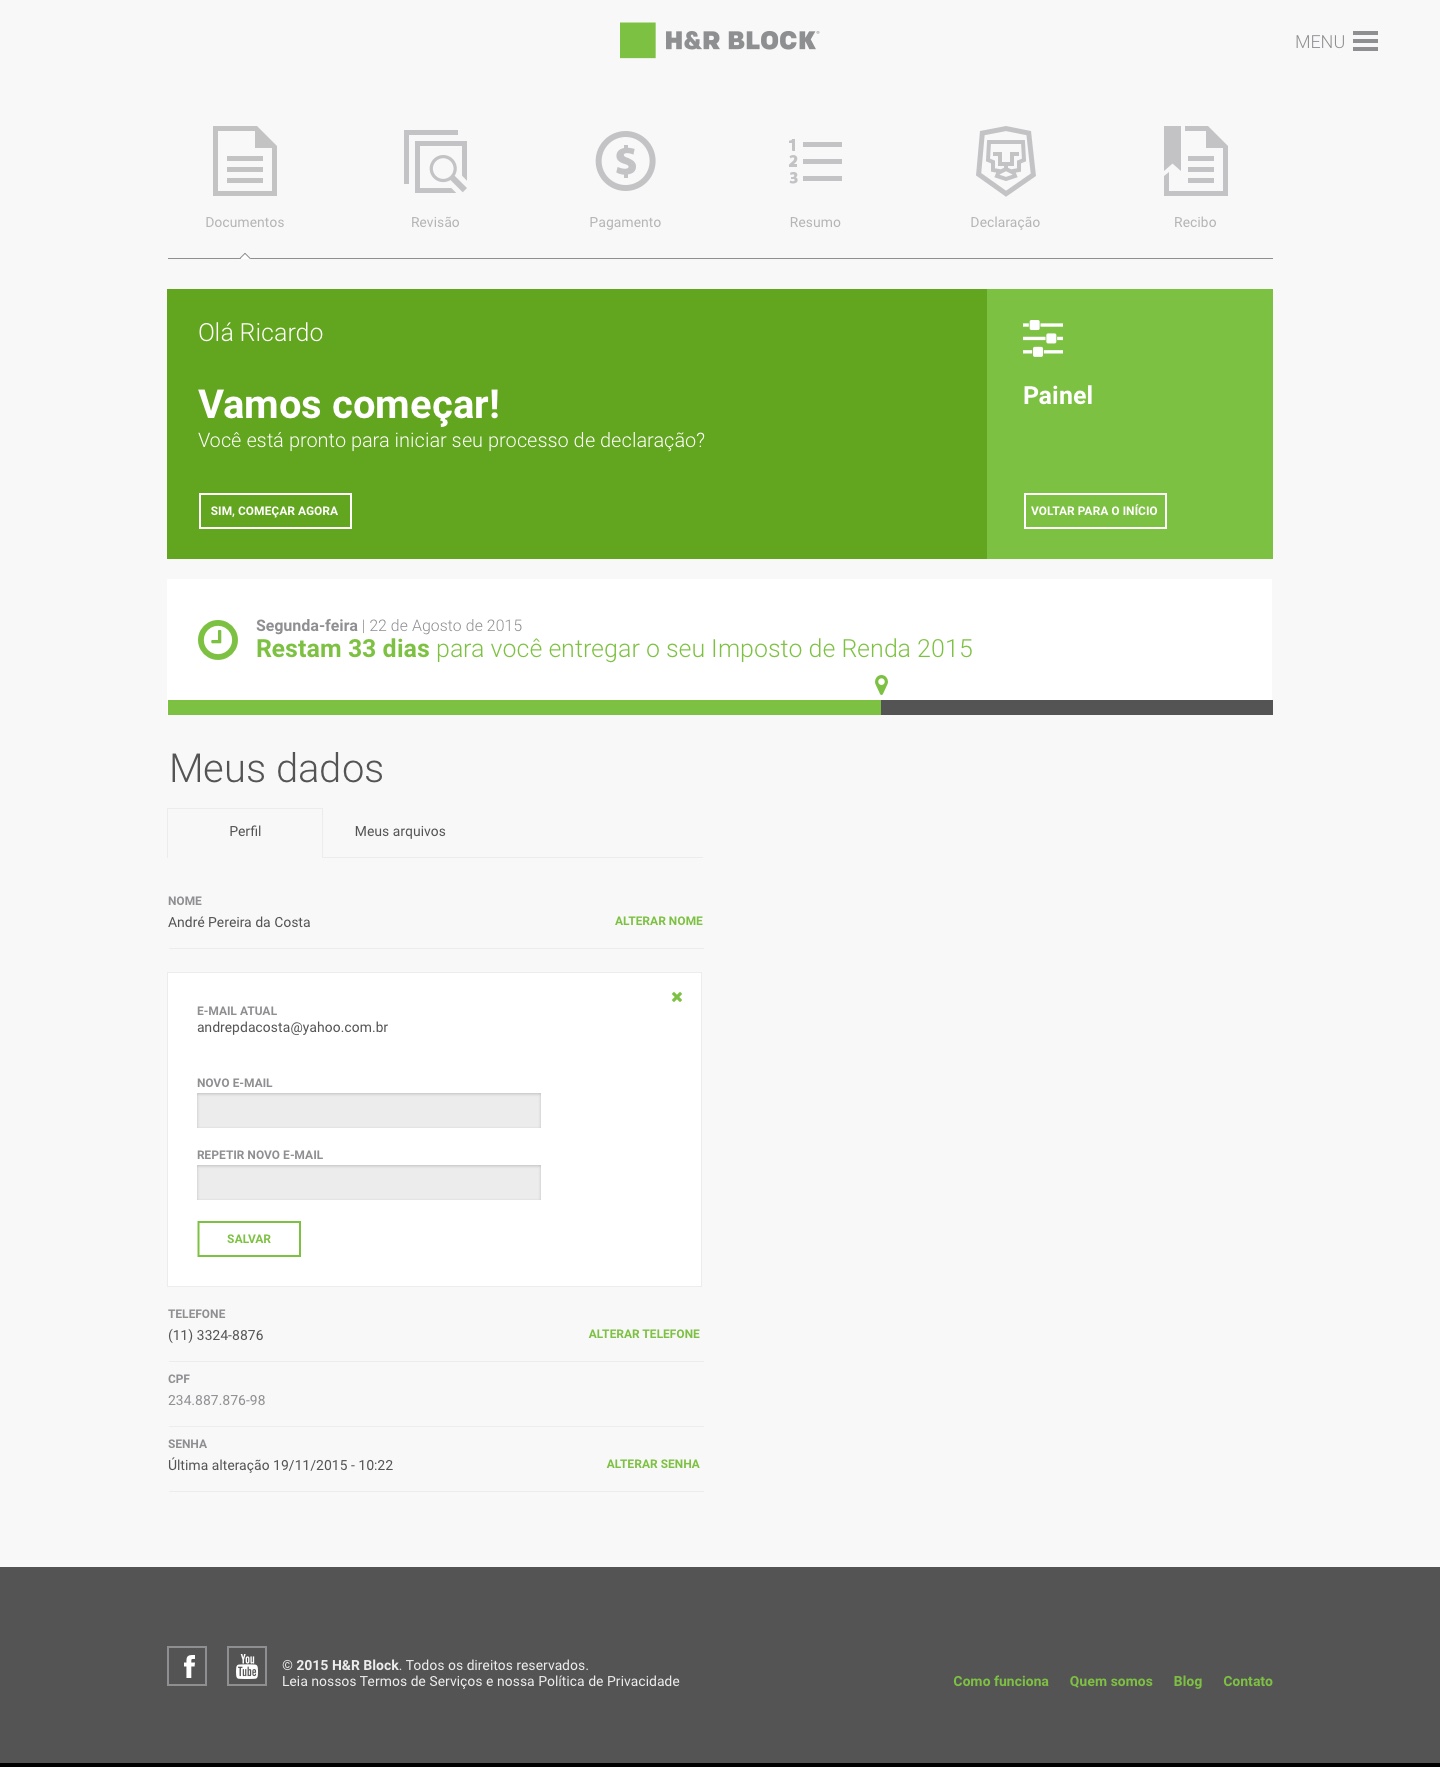 H&R BLOCK
MENU
1
2
3
Documentos
Revisão
Pagamento
Resumo
Declaração
Recibo
Olá Ricardo
Vamos começar!
Você está pronto para iniciar seu processo de declaração?
SIM, COMEÇAR AGORA
Painel
VOLTAR PARA O INÍCIO
Segunda-feira | 22 de Agosto de 2015
Restam 33 dias para você entregar o seu Imposto de Renda 2015
Meus dados
Perfil
Meus arquivos
NOME
André Pereira da Costa
ALTERAR NOME
E-MAIL ATUAL
andrepdacosta@yahoo.com.br
NOVO E-MAIL
REPETIR NOVO E-MAIL
SALVAR
TELEFONE
(11) 3324-8876
ALTERAR TELEFONE
CPF
234.887.876-98
SENHA
Última alteração 19/11/2015 - 10:22
ALTERAR SENHA
You
Tube
© 2015 H&R Block. Todos os direitos reservados.
Leia nossos Termos de Serviços e nossa Política de Privacidade
Como funciona
Quem somos
Blog
Contato